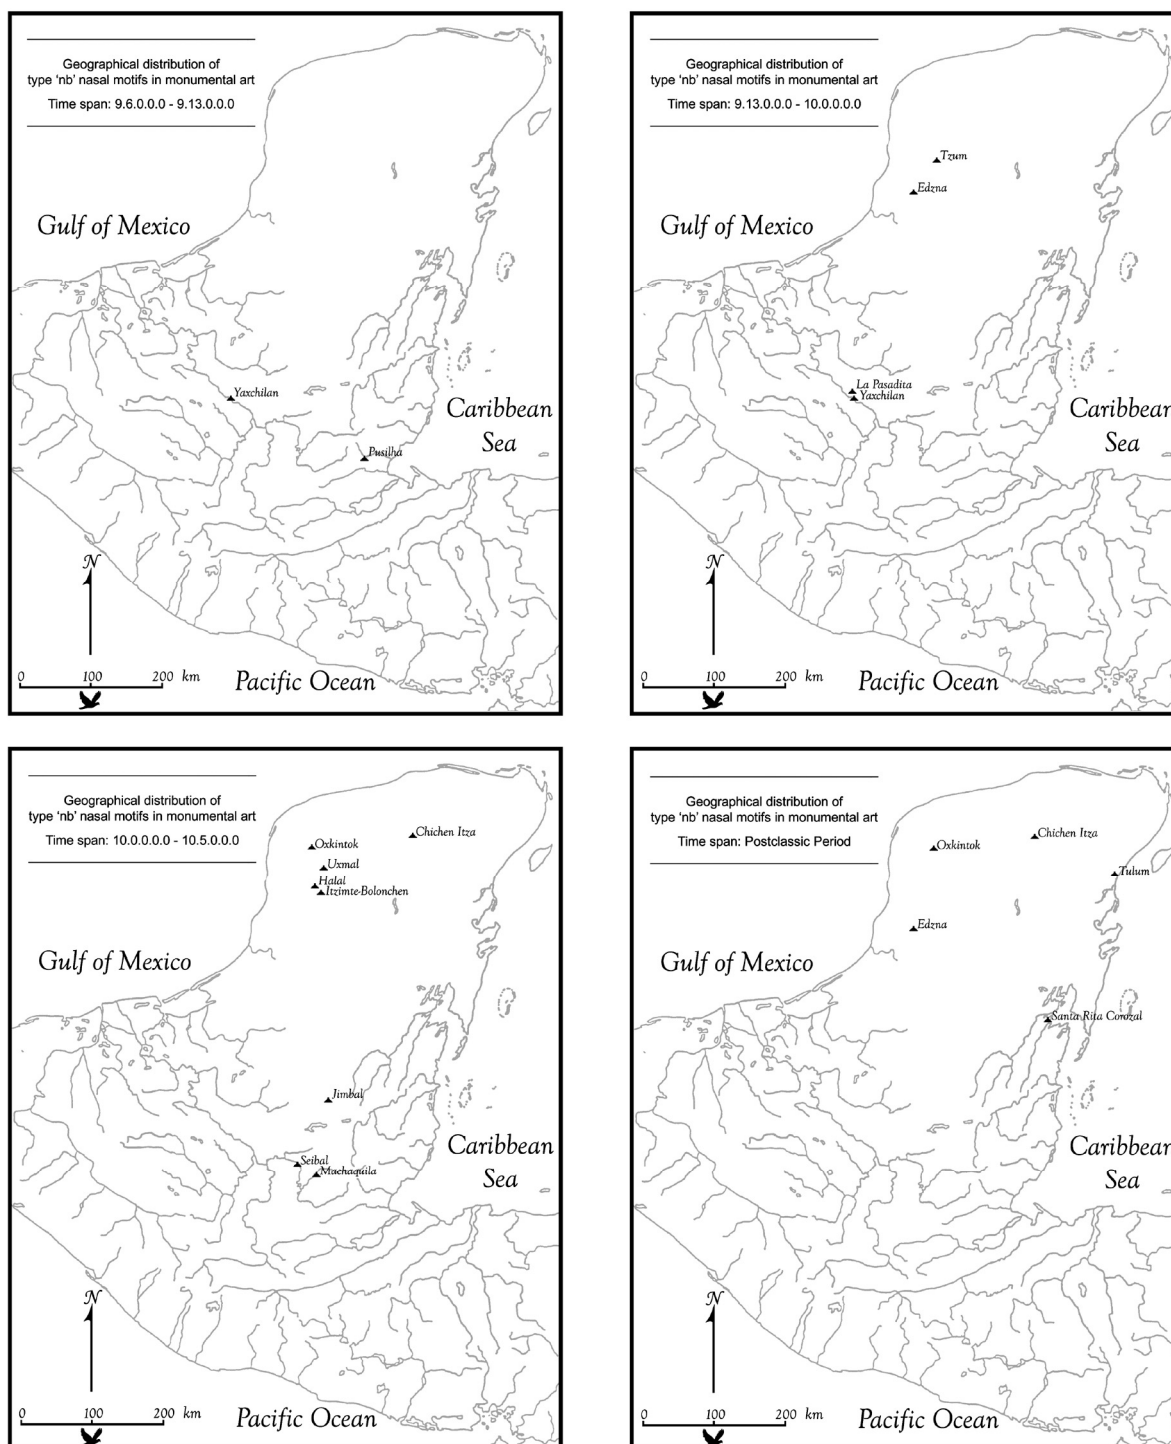 Geographical distribution of
type ‘nb’ nasal motifs in monumental art
Time span: 9.6.0.0.0 - 9.13.0.0.0
Gulf of Mexico
Yaxchilan
Caribbean
Sea
Pusilha
N
0 100 200 km
Pacific Ocean
Geographical distribution of
type ‘nb’ nasal motifs in monumental art
Time span: 9.13.0.0.0 - 10.0.0.0.0
Tzum
Edzna
Gulf of Mexico
La Pasadita
Yaxchilan
Caribbean
Sea
N
0 100 200 km
Pacific Ocean
Geographical distribution of
type ‘nb’ nasal motifs in monumental art
Time span: 10.0.0.0.0 - 10.5.0.0.0
Chichen Itza
Oxkintok
Uxmal
Halal
Itzimte-Bolonchen
Gulf of Mexico
Jimbal
Caribbean
Sea
Seibal
Machaquila
N
0 100 200 km
Pacific Ocean
Geographical distribution of
type ‘nb’ nasal motifs in monumental art
Time span: Postclassic Period
Chichen Itza
Oxkintok
Tulum
Edzna
Gulf of Mexico
Santa Rita Corozal
Caribbean
Sea
N
0 100 200 km
Pacific Ocean